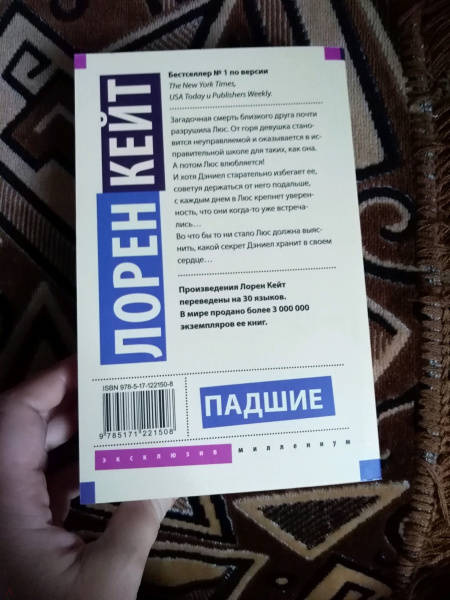 Бестселлер № 1 по версии
The New York Times,
USA Today и Publishers Weekly.
Загадочная смерть близкого друга почти
разрушила Люс. От горя девушка стано-
вится неуправляемой и оказывается в ис-
правительной школе для таких, как она.
А потом Люс влюбляется!
И хотя Дэниел старательно избегает ее,
советуя держаться от него подальше,
с каждым днем в Люс крепнет уверен-
ность, что они когда-то уже встреча-
лись...
Во что бы то ни стало Люс должна выяс-
нить, какой секрет Дэниел хранит в своем
сердце...
Произведения Лорен Кейт
переведены на 30 языков.
В мире продано более 3 000 000
экземпляров ее книг.
ЛОРЕН КЕЙТ
ISBN 978-5-17-122150-8
9 785171 221508
ПАДШИЕ
эксклюзив миллениум